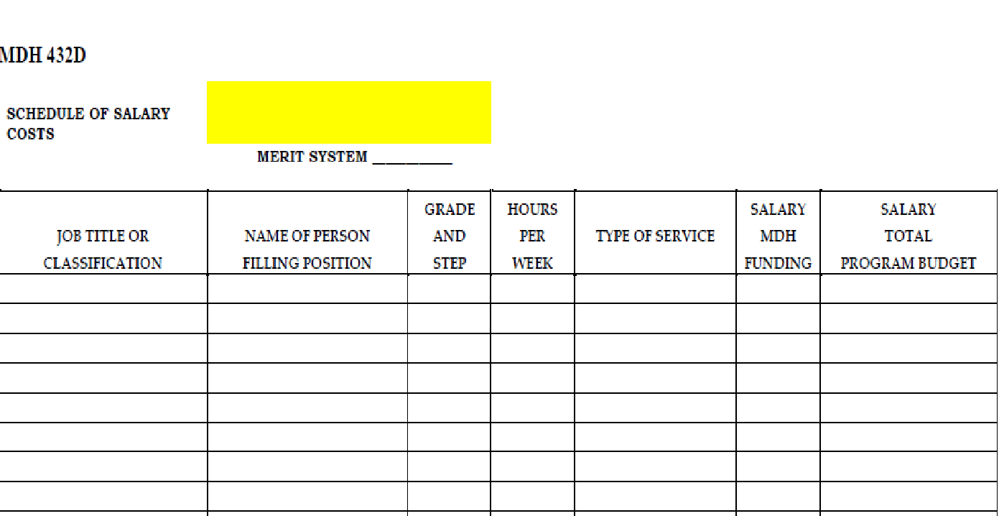 MDH 432D
SCHEDULE OF SALARY
COSTS
MERIT SYSTEM __________
JOB TITLE OR
CLASSIFICATION
NAME OF PERSON
FILLING POSITION
GRADE
AND
STEP
HOURS
PER
WEEK
TYPE OF SERVICE
SALARY
MDH
FUNDING
SALARY
TOTAL
PROGRAM BUDGET